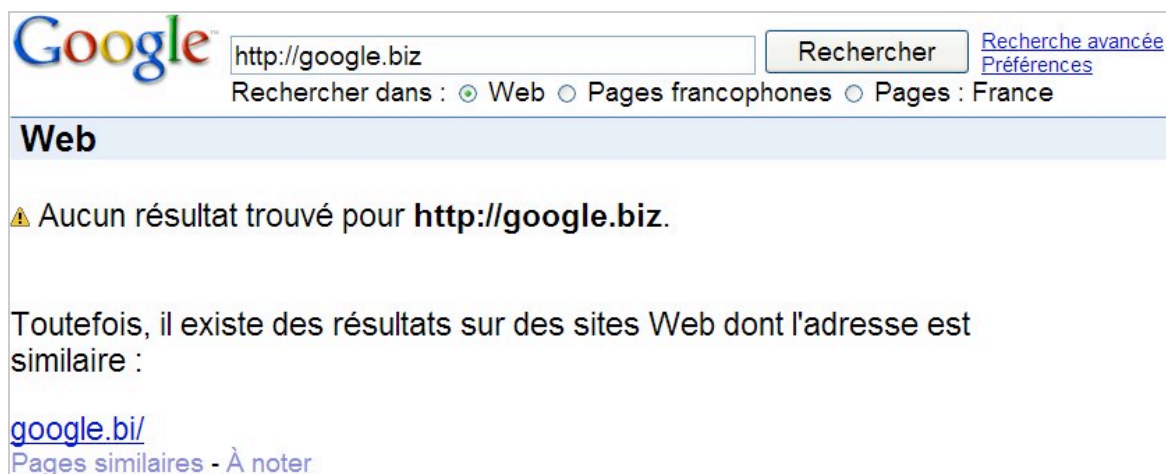 Google™
http://google.biz
Rechercher
Recherche avancée
Préférences
Rechercher dans : Web Pages francophones Pages : France
Web
Aucun résultat trouvé pour http://google.biz.
Toutefois, il existe des résultats sur des sites Web dont l'adresse est
similaire :
google.bi/
Pages similaires - À noter